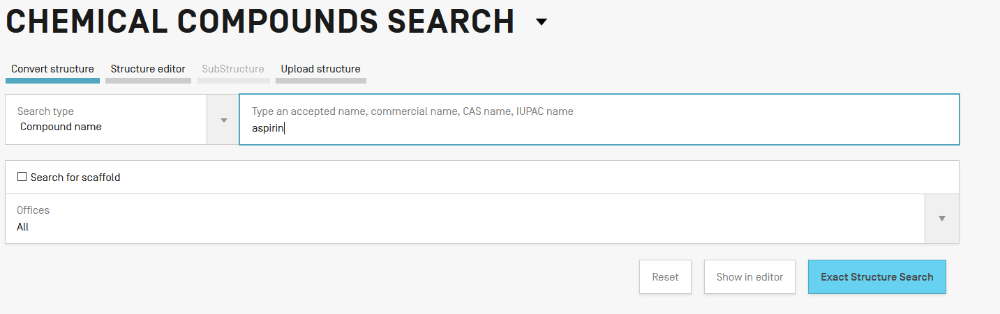 CHEMICAL COMPOUNDS SEARCH
Convert structure Structure editor SubStructure Upload structure
Search type
Compound name
Type an accepted name, commercial name, CAS name, IUPAC name
aspirin
Search for scaffold
Offices
All
Reset Show in editor Exact Structure Search